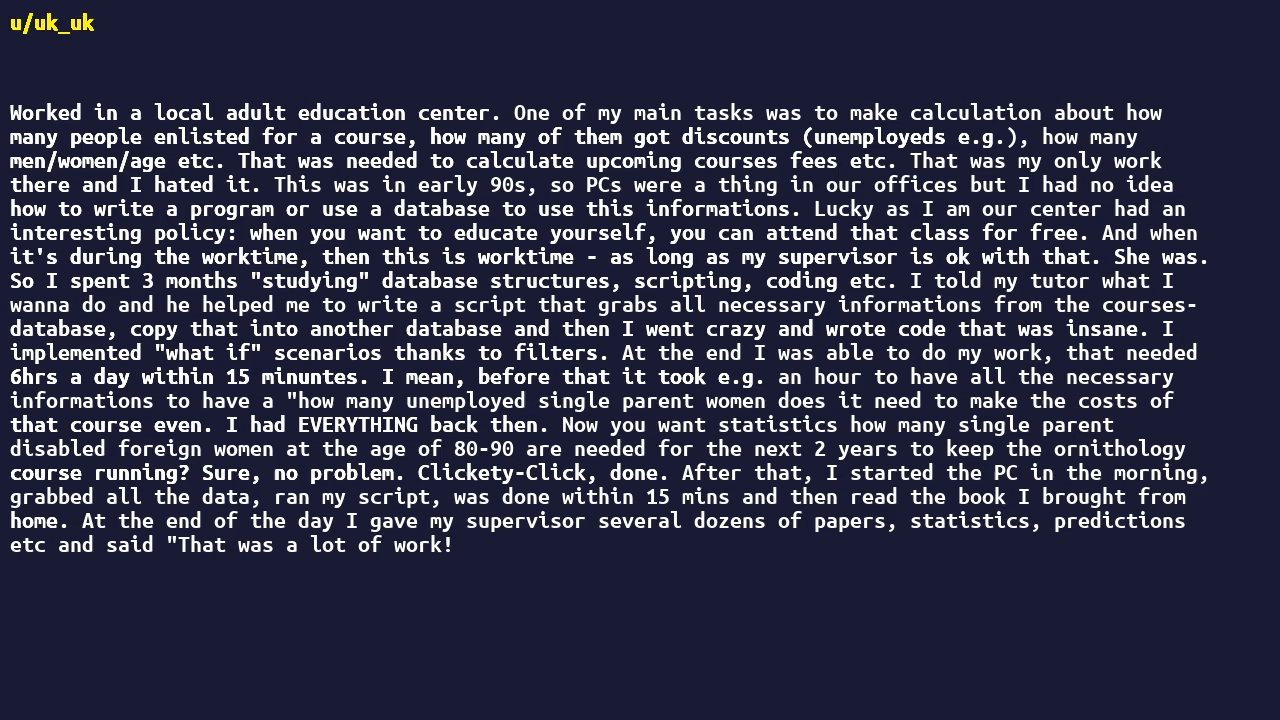 u/uk_uk
Worked in a local adult education center. One of my main tasks was to make calculation about how
many people enlisted for a course, how many of them got discounts (unemployeds e.g.), how many
men/women/age etc. That was needed to calculate upcoming courses fees etc. That was my only work
there and I hated it. This was in early 90s, so PCs were a thing in our offices but I had no idea
how to write a program or use a database to use this informations. Lucky as I am our center had an
interesting policy: when you want to educate yourself, you can attend that class for free. And when
it's during the worktime, then this is worktime - as long as my supervisor is ok with that. She was.
So I spent 3 months "studying" database structures, scripting, coding etc. I told my tutor what I
wanna do and he helped me to write a script that grabs all necessary informations from the courses-
database, copy that into another database and then I went crazy and wrote code that was insane. I
implemented "what if" scenarios thanks to filters. At the end I was able to do my work, that needed
6hrs a day within 15 minuntes. I mean, before that it took e.g. an hour to have all the necessary
informations to have a "how many unemployed single parent women does it need to make the costs of
that course even. I had EVERYTHING back then. Now you want statistics how many single parent
disabled foreign women at the age of 80-90 are needed for the next 2 years to keep the ornithology
course running? Sure, no problem. Clickety-Click, done. After that, I started the PC in the morning,
grabbed all the data, ran my script, was done within 15 mins and then read the book I brought from
home. At the end of the day I gave my supervisor several dozens of papers, statistics, predictions
etc and said "That was a lot of work!